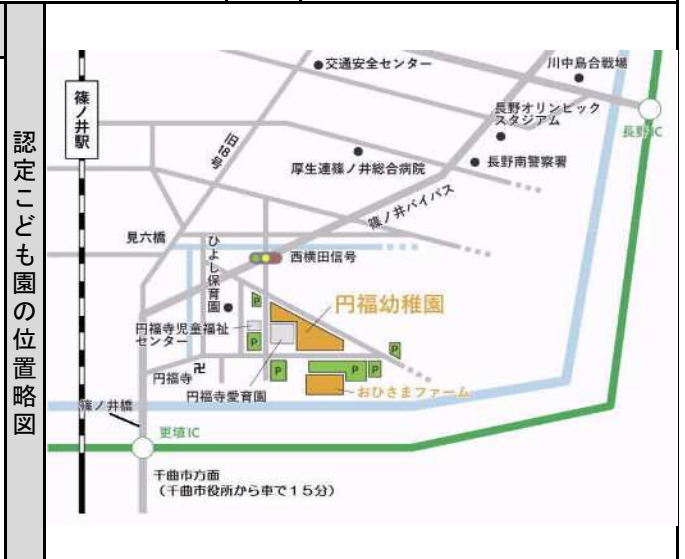 認定こども園の位置略図
篠ノ井駅
交通安全センター
川中島合戦場
旧18号
長野オリンピック
スタジアム
長野IC
厚生連篠ノ井総合病院
長野南警察署
篠ノ井バイパス
見六橋
ひよし保育園
西横田信号
P
円福幼稚園
円福寺児童福祉
センター
P
P
卍
円福寺
円福寺愛育園
P
P
P
おひさまファーム
篠ノ井橋
更埴IC
千曲市方面
(千曲市役所から車で15分)